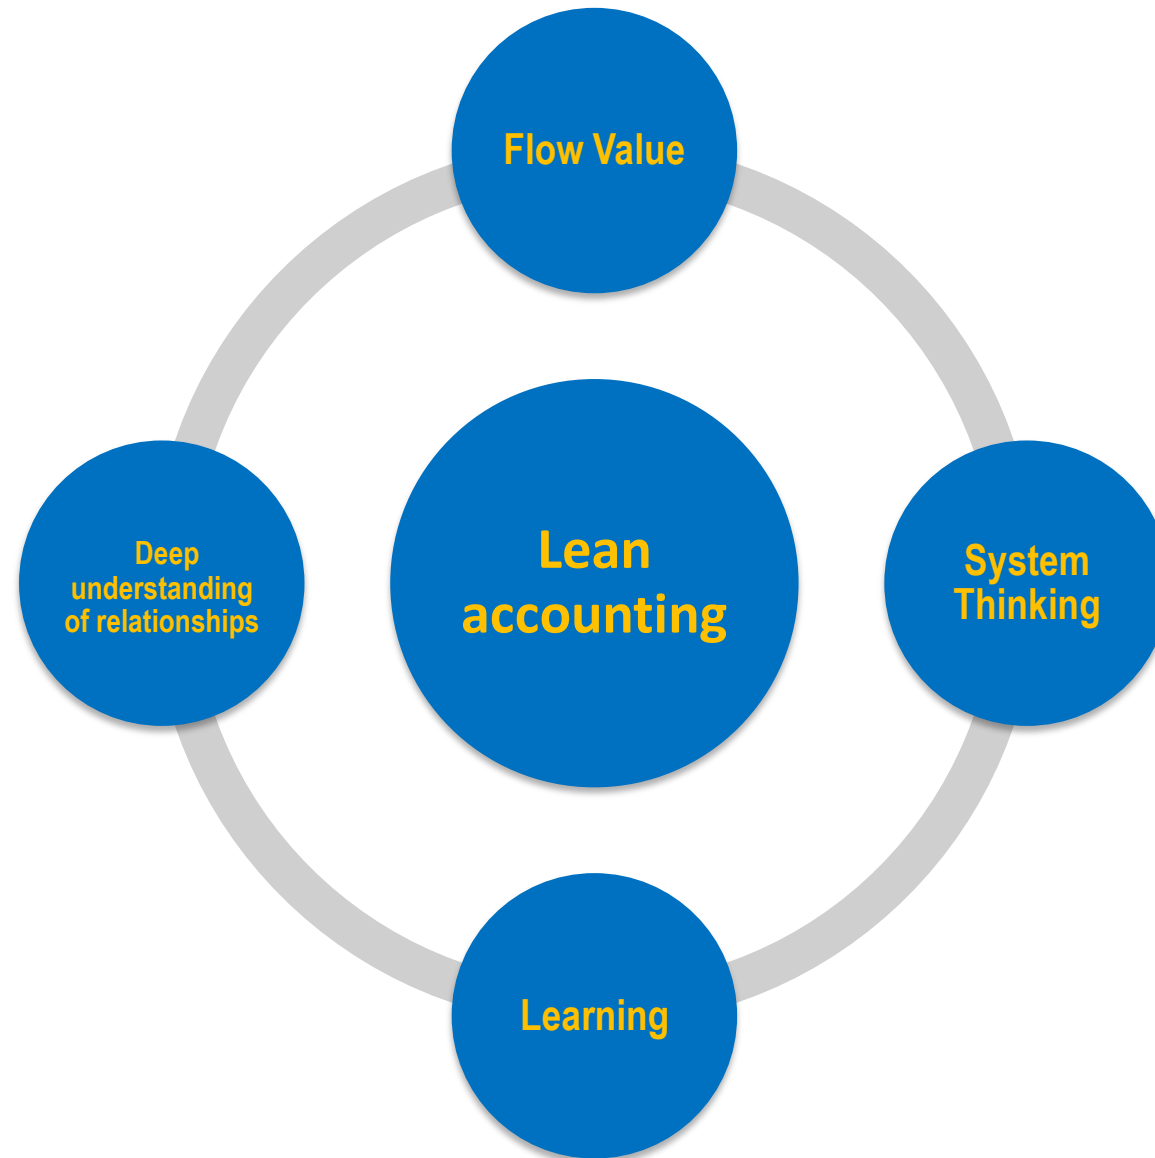 Flow Value
Deep
understanding
of relationships
Lean
accounting
System
Thinking
Learning